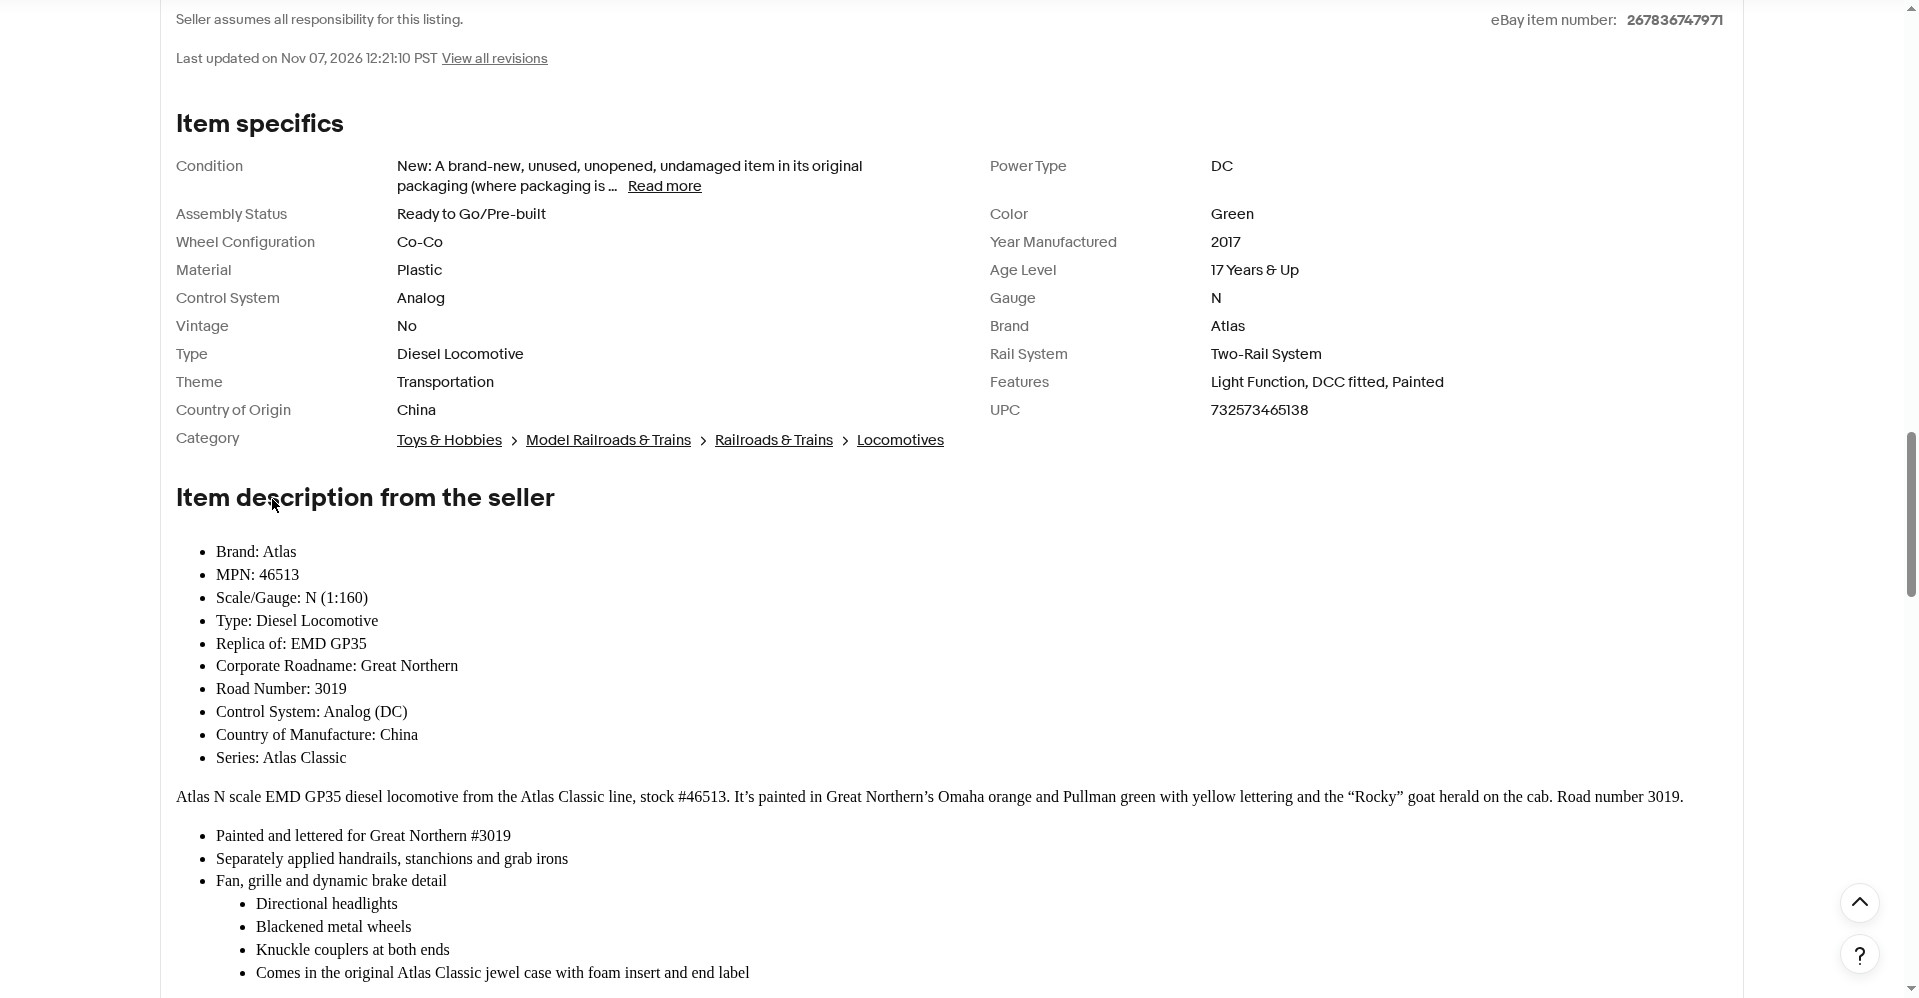 Seller assumes all responsibility for this listing.
eBay item number: 267836747971
Last updated on Nov 07, 2026 12:21:10 PST View all revisions
Item specifics
Condition
New: A brand-new, unused, unopened, undamaged item in its original
packaging (where packaging is ... Read more
Power Type
DC
Assembly Status
Ready to Go/Pre-built
Color
Green
Wheel Configuration
Co-Co
Year Manufactured
2017
Material
Plastic
Age Level
17 Years & Up
Control System
Analog
Gauge
N
Vintage
No
Brand
Atlas
Type
Diesel Locomotive
Rail System
Two-Rail System
Theme
Transportation
Features
Light Function, DCC fitted, Painted
Country of Origin
China
UPC
732573465138
Category
Toys & Hobbies > Model Railroads & Trains > Railroads & Trains > Locomotives
Item description from the seller
• Brand: Atlas
• MPN: 46513
• Scale/Gauge: N (1:160)
• Type: Diesel Locomotive
• Replica of: EMD GP35
• Corporate Roadname: Great Northern
• Road Number: 3019
• Control System: Analog (DC)
• Country of Manufacture: China
• Series: Atlas Classic
Atlas N scale EMD GP35 diesel locomotive from the Atlas Classic line, stock #46513. It’s painted in Great Northern’s Omaha orange and Pullman green with yellow lettering and the “Rocky” goat herald on the cab. Road number 3019.
• Painted and lettered for Great Northern #3019
• Separately applied handrails, stanchions and grab irons
• Fan, grille and dynamic brake detail
• Directional headlights
• Blackened metal wheels
• Knuckle couplers at both ends
• Comes in the original Atlas Classic jewel case with foam insert and end label
?